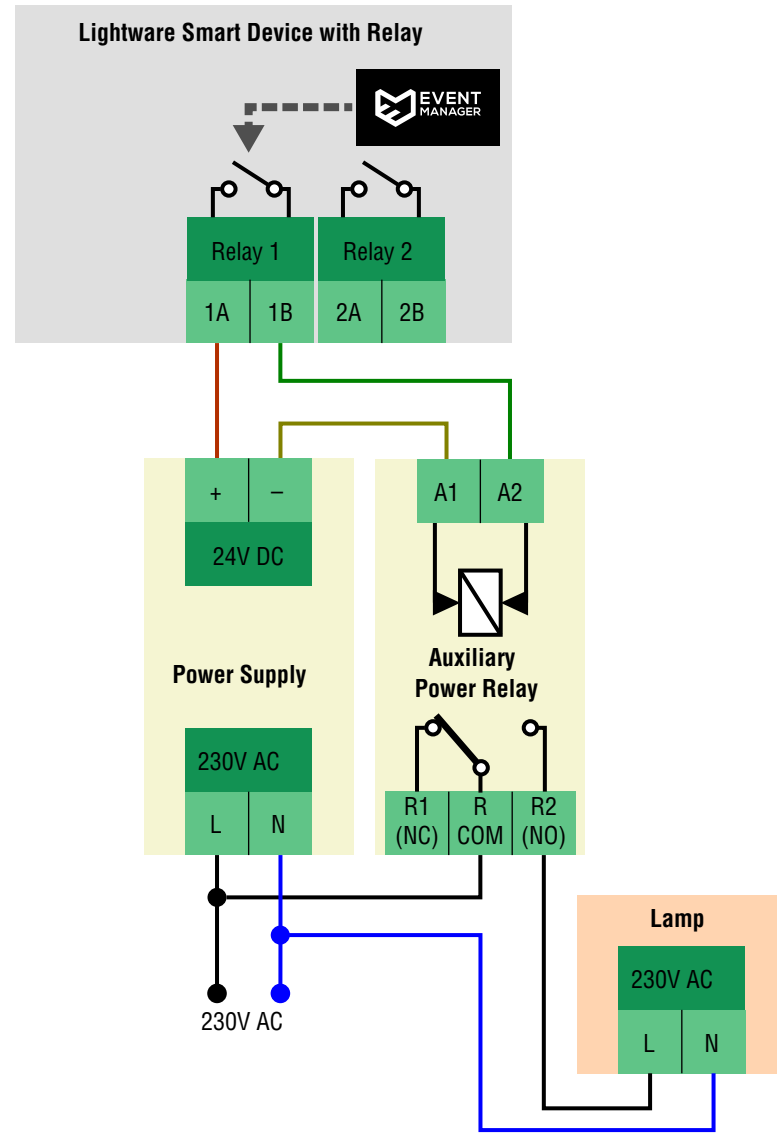 Lightware Smart Device with Relay
EVENT
MANAGER
Relay 1
Relay 2
1A
1B
2A
2B
+
–
24V DC
A1
A2
Power Supply
Auxiliary
Power Relay
230V AC
L
N
R1
(NC)
R
COM
R2
(NO)
230V AC
Lamp
230V AC
L
N